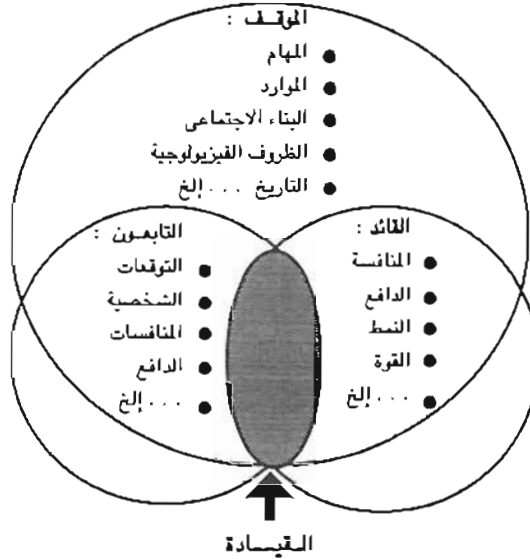 الموقف :
المهام
الموارد
البناء الاجتماعى
الظروف الفيزيولوجية
التاريخ ... إلخ
القائد :
المنافسة
الدافع
النمط
القوة
... إلخ
التابعون :
التوقعات
الشخصية
المنافسات
الدافع
... إلخ
القيادة